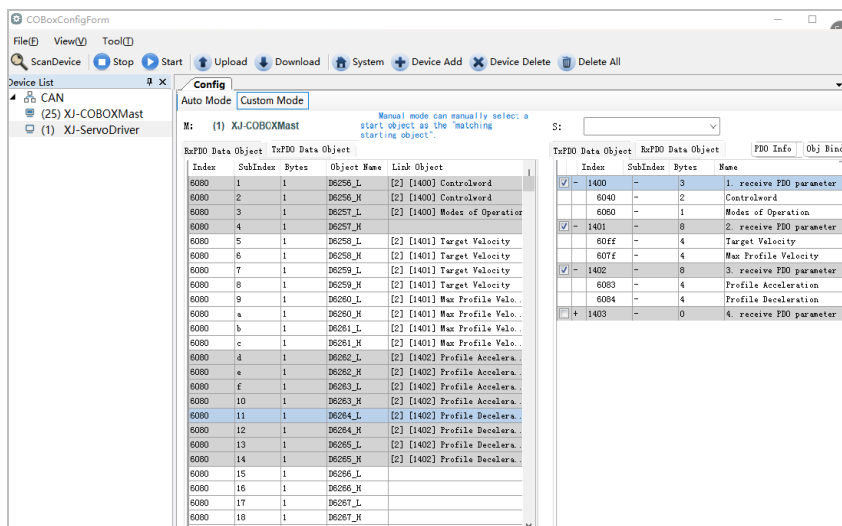 COBoxConfigForm
File(F) View(V) Tool(T)
ScanDevice Stop Start Upload Download System Device Add Device Delete Delete All
Device List
CAN
(25) XJ-COBOXMast
(1) XJ-ServoDriver
Config
Auto Mode Custom Mode
M: (1) XJ-COBOXMast
Manual mode can manually select a
start object as the "matching
starting object".
S:
RxPDO Data Object TxPDO Data Object
Index SubIndex Bytes Object Name Link Object
6080 1 1 D6256_L [2] [1400] Controlword
6080 2 1 D6256_H [2] [1400] Controlword
6080 3 1 D6257_L [2] [1400] Modes of Operation
6080 4 1 D6257_H
6080 5 1 D6258_L [2] [1401] Target Velocity
6080 6 1 D6258_H [2] [1401] Target Velocity
6080 7 1 D6259_L [2] [1401] Target Velocity
6080 8 1 D6259_H [2] [1401] Target Velocity
6080 9 1 D6260_L [2] [1401] Max Profile Velo..
6080 a 1 D6260_H [2] [1401] Max Profile Velo..
6080 b 1 D6261_L [2] [1401] Max Profile Velo..
6080 c 1 D6261_H [2] [1401] Max Profile Velo..
6080 d 1 D6262_L [2] [1402] Profile Accelera..
6080 e 1 D6262_H [2] [1402] Profile Accelera..
6080 f 1 D6263_L [2] [1402] Profile Accelera..
6080 10 1 D6263_H [2] [1402] Profile Accelera..
6080 11 1 D6264_L [2] [1402] Profile Decelera..
6080 12 1 D6264_H [2] [1402] Profile Decelera..
6080 13 1 D6265_L [2] [1402] Profile Decelera..
6080 14 1 D6265_H [2] [1402] Profile Decelera..
6080 15 1 D6266_L
6080 16 1 D6266_H
6080 17 1 D6267_L
6080 18 1 D6267_H
TxPDO Data Object RxPDO Data Object PDO Info Obj Bind
Index SubIndex Bytes Name
- 1400 - 3 1. receive PDO parameter
6040 - 2 Controlword
6060 - 1 Modes of Operation
- 1401 - 8 2. receive PDO parameter
60ff - 4 Target Velocity
607f - 4 Max Profile Velocity
- 1402 - 8 3. receive PDO parameter
6083 - 4 Profile Acceleration
6084 - 4 Profile Deceleration
+ 1403 - 0 4. receive PDO parameter